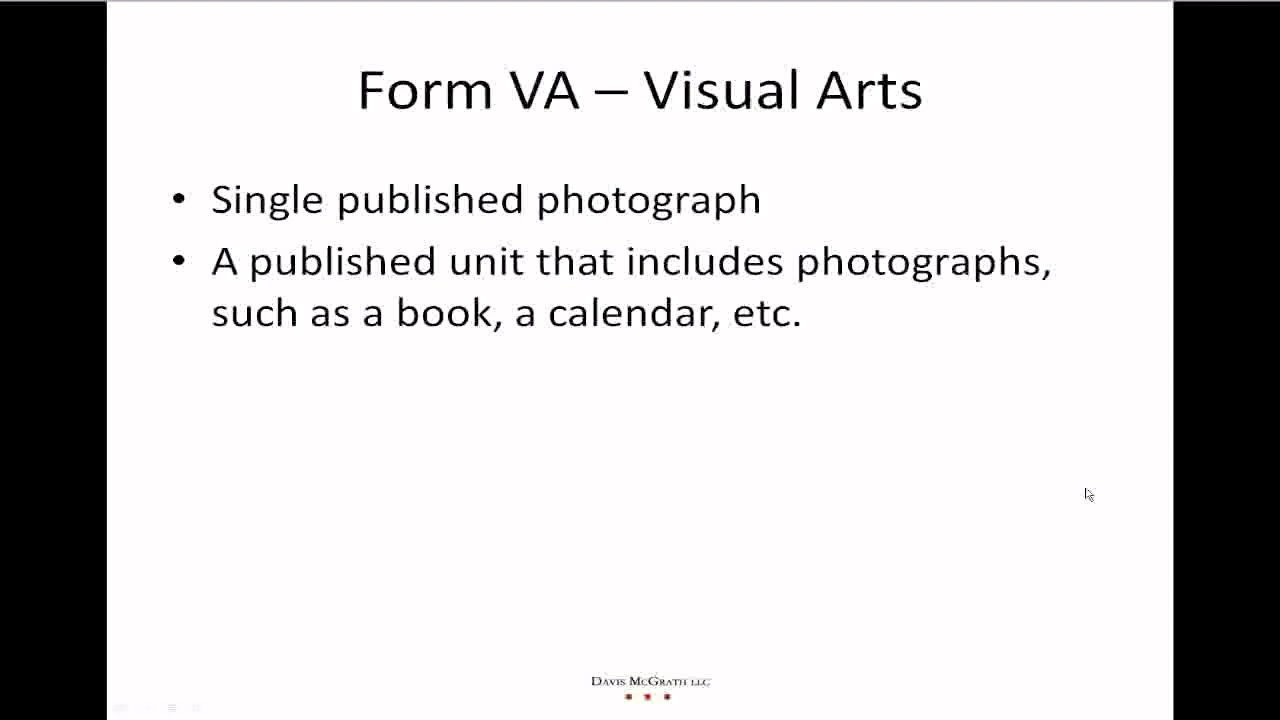 Form VA – Visual Arts
• Single published photograph
• A published unit that includes photographs,
such as a book, a calendar, etc.
DAVIS MCGRATH LLC